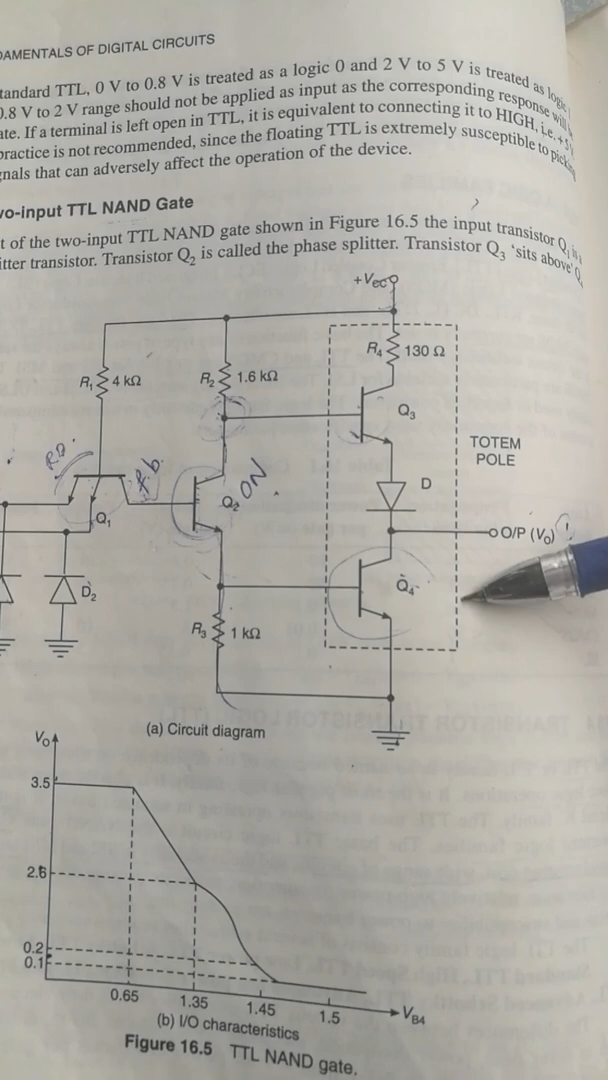 DAMENTALS OF DIGITAL CIRCUITS
tandard TTL, 0 V to 0.8 V is treated as a logic 0 and 2 V to 5 V is treated as logic
0.8 V to 2 V range should not be applied as input as the corresponding response will
ate. If a terminal is left open in TTL, it is equivalent to connecting it to HIGH, i.e. +5 V
practice is not recommended, since the floating TTL is extremely susceptible to picking
gnals that can adversely affect the operation of the device.
wo-input TTL NAND Gate
t of the two-input TTL NAND gate shown in Figure 16.5 the input transistor Q₁ is
itter transistor. Transistor Q₂ is called the phase splitter. Transistor Q₃ 'sits above' Q
+Vcc
R₁ 4 kΩ
R₂ 1.6 kΩ
R₄ 130 Ω
Q₃
TOTEM
POLE
D
Q₁
Q₂ ON
O/P (V₀)
D₂
Q₄
R₃ 1 kΩ
(a) Circuit diagram
V₀
3.5
2.6
0.2
0.1
0.65
1.35
1.45
1.5
V_B4
(b) I/O characteristics
Figure 16.5 TTL NAND gate.